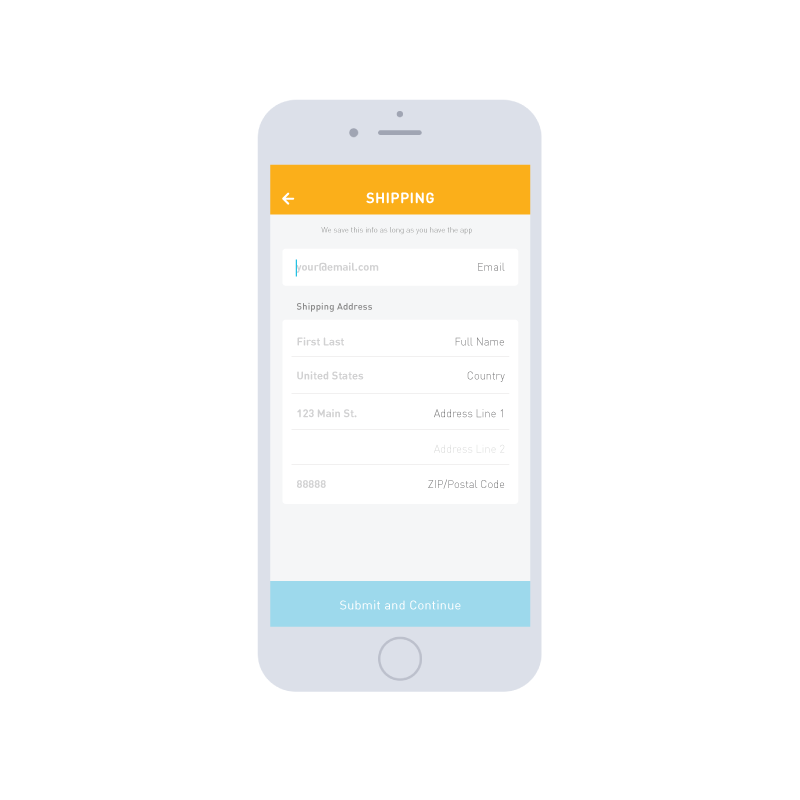 SHIPPING
We save this info as long as you have the app
your@email.com Email
Shipping Address
First Last Full Name
United States Country
123 Main St. Address Line 1
Address Line 2
88888 ZIP/Postal Code
Submit and Continue